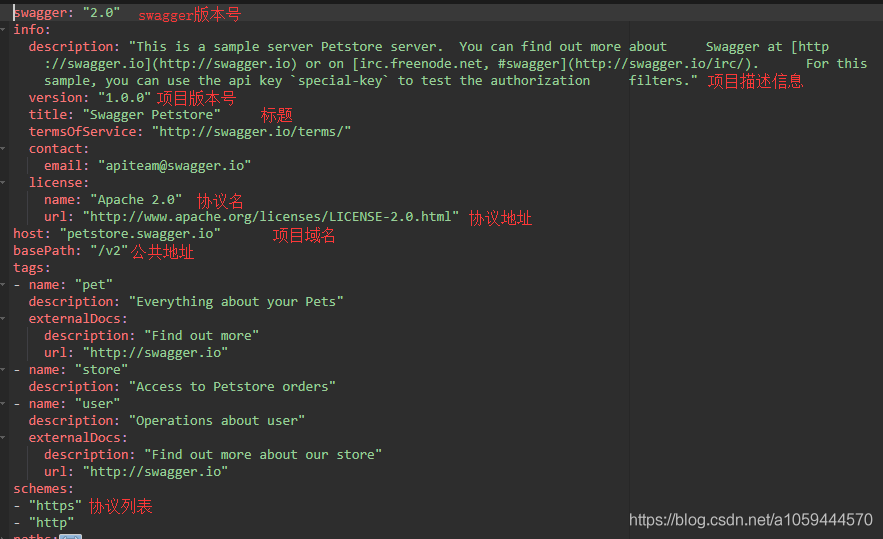 swagger: "2.0" swagger版本号
info:
description: "This is a sample server Petstore server. You can find out more about Swagger at [http
://swagger.io](http://swagger.io) or on [irc.freenode.net, #swagger](http://swagger.io/irc/). For this
sample, you can use the api key `special-key` to test the authorization filters." 项目描述信息
version: "1.0.0" 项目版本号
title: "Swagger Petstore" 标题
termsOfService: "http://swagger.io/terms/"
contact:
email: "apiteam@swagger.io"
license:
name: "Apache 2.0" 协议名
url: "http://www.apache.org/licenses/LICENSE-2.0.html" 协议地址
host: "petstore.swagger.io" 项目域名
basePath: "/v2" 公共地址
tags:
- name: "pet"
description: "Everything about your Pets"
externalDocs:
description: "Find out more"
url: "http://swagger.io"
- name: "store"
description: "Access to Petstore orders"
- name: "user"
description: "Operations about user"
externalDocs:
description: "Find out more about our store"
url: "http://swagger.io"
schemes:
- "https" 协议列表
- "http"
https://blog.csdn.net/a1059444570